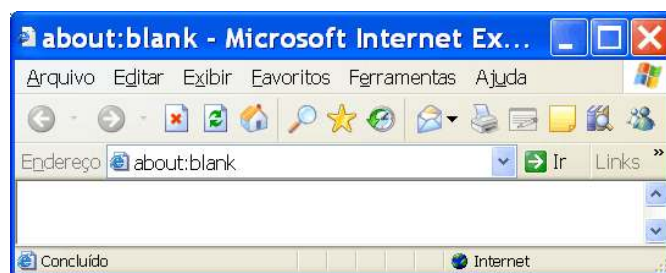 about:blank - Microsoft Internet Ex...
Arquivo Editar Exibir Favoritos Ferramentas Ajuda
Endereço about:blank Ir Links »
Concluído Internet